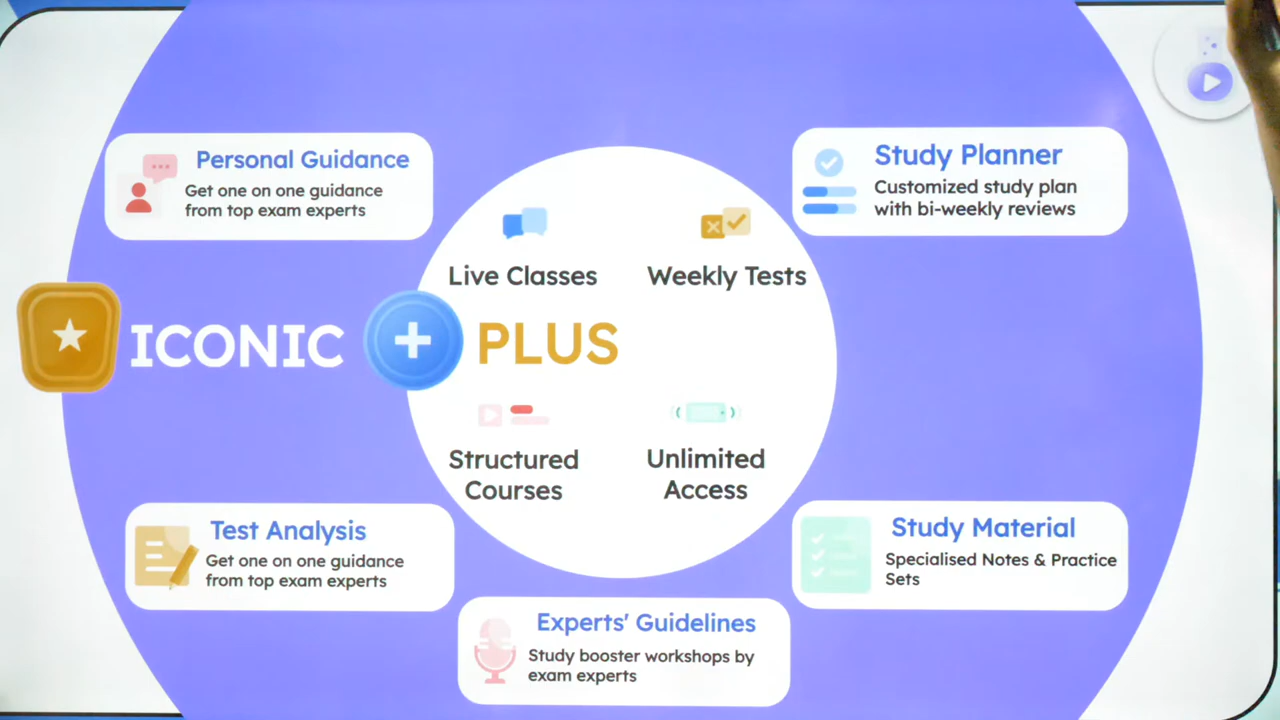 Personal Guidance
Get one on one guidance
from top exam experts
Study Planner
Customized study plan
with bi-weekly reviews
Live Classes
Weekly Tests
ICONIC
PLUS
Structured
Courses
Unlimited
Access
Test Analysis
Get one on one guidance
from top exam experts
Study Material
Specialised Notes & Practice
Sets
Experts' Guidelines
Study booster workshops by
exam experts